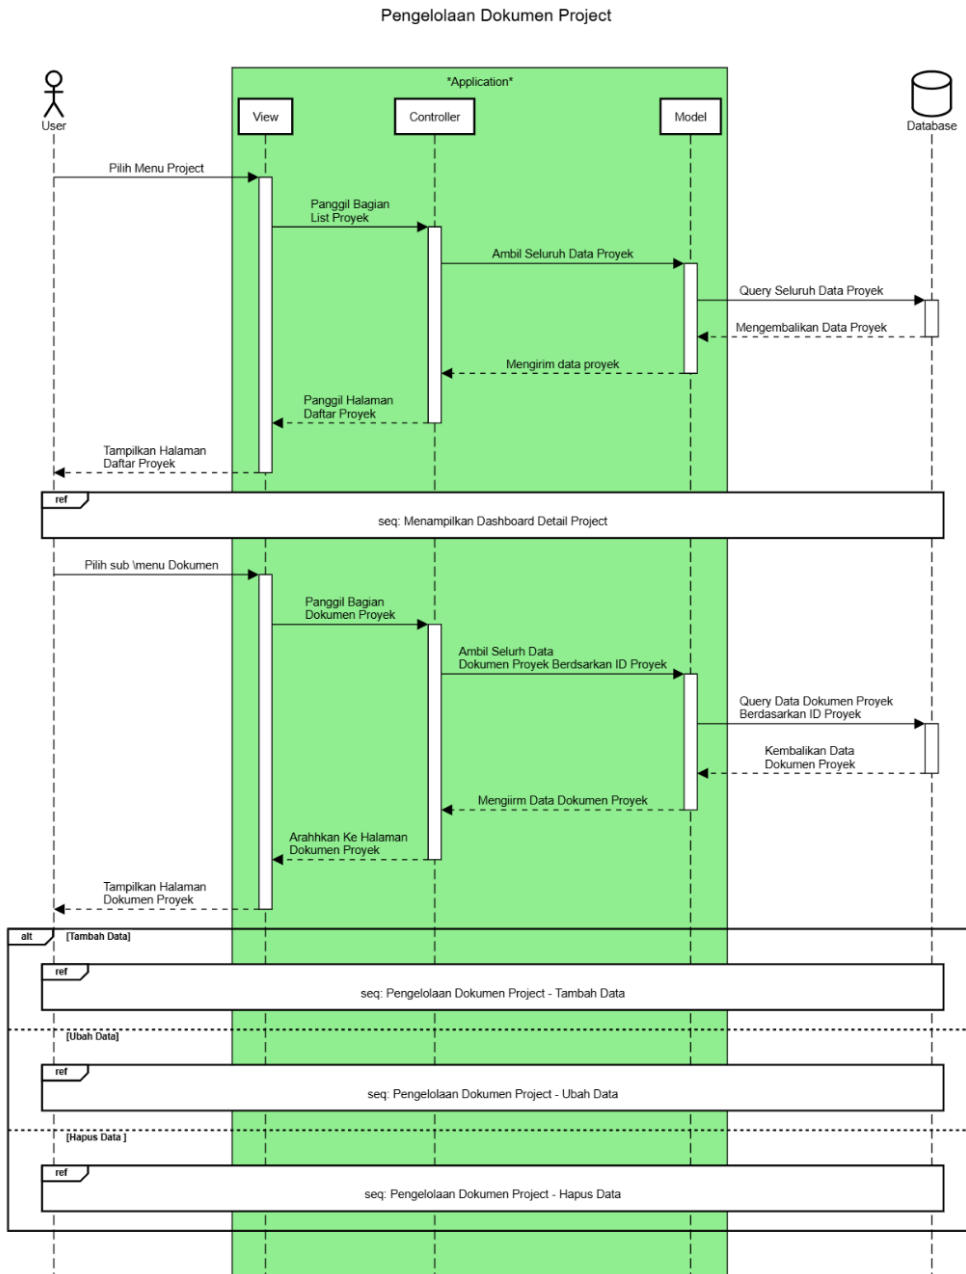 Pengelolaan Dokumen Project
*Application*
User
View
Controller
Model
Database
Pilih Menu Project
Panggil Bagian
List Proyek
Ambil Seluruh Data Proyek
Query Seluruh Data Proyek
Mengembalikan Data Proyek
Mengirim data proyek
Panggil Halaman
Daftar Proyek
Tampilkan Halaman
Daftar Proyek
ref
seq: Menampilkan Dashboard Detail Project
Pilih sub \menu Dokumen
Panggil Bagian
Dokumen Proyek
Ambil Selurh Data
Dokumen Proyek Berdsarkan ID Proyek
Query Data Dokumen Proyek
Berdasarkan ID Proyek
Kembalikan Data
Dokumen Proyek
Mengiirm Data Dokumen Proyek
Arahhkan Ke Halaman
Dokumen Proyek
Tampilkan Halaman
Dokumen Proyek
alt
[Tambah Data]
ref
seq: Pengelolaan Dokumen Project - Tambah Data
[Ubah Data]
ref
seq: Pengelolaan Dokumen Project - Ubah Data
[Hapus Data ]
ref
seq: Pengelolaan Dokumen Project - Hapus Data